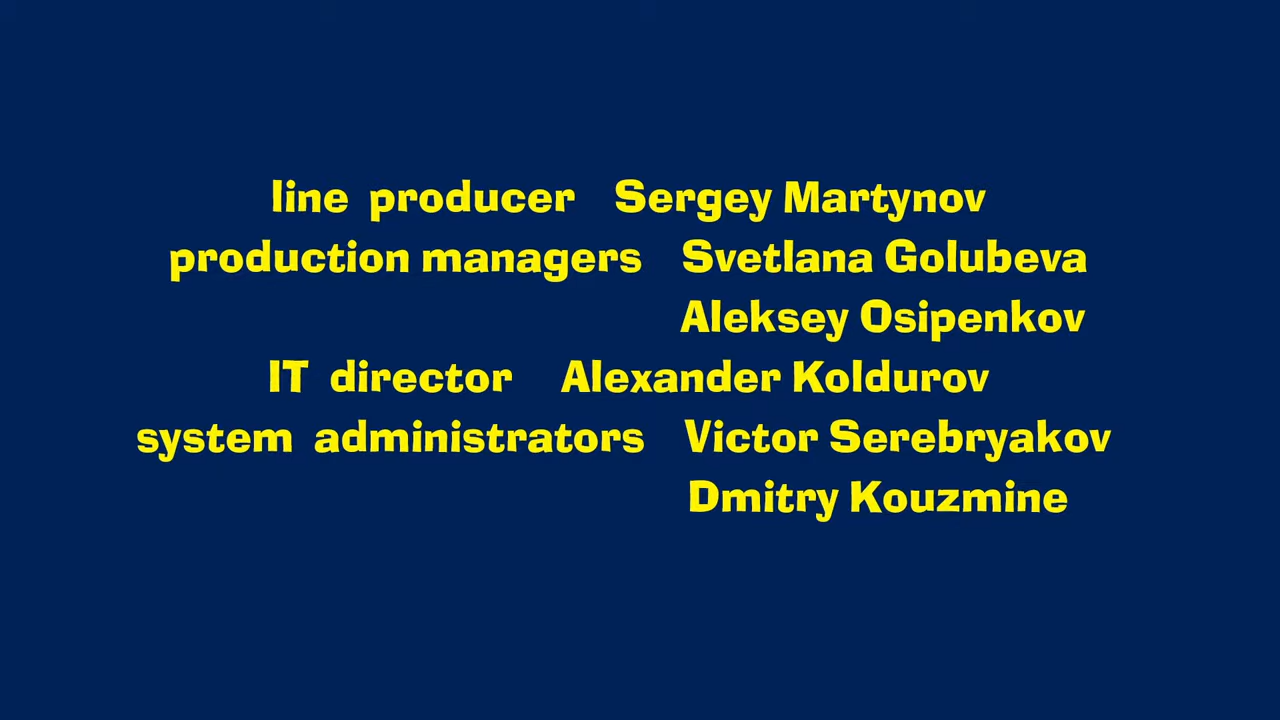 line producer Sergey Martynov
production managers Svetlana Golubeva
Aleksey Osipenkov
IT director Alexander Koldurov
system administrators Victor Serebryakov
Dmitry Kouzmine